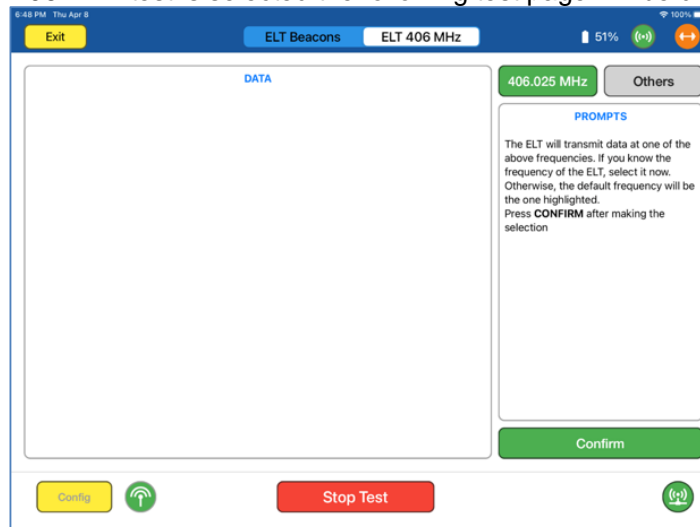 6:48 PM Thu Apr 8
100%
Exit
ELT Beacons
ELT 406 MHz
51%
DATA
406.025 MHz
Others
PROMPTS
The ELT will transmit data at one of the
above frequencies. If you know the
frequency of the ELT, select it now.
Otherwise, the default frequency will be
the one highlighted.
Press CONFIRM after making the
selection
Confirm
Config
Stop Test